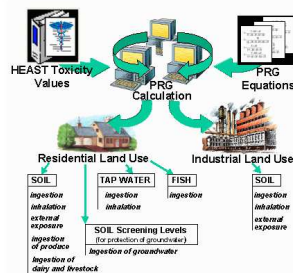 HEAST Toxicity
Values
PRG
Calculation
PRG
Equations
Residential Land Use
Industrial Land Use
SOIL
ingestion
inhalation
external
exposure
ingestion
of produce
Ingestion of
dairy and livestock
TAP WATER
ingestion
inhalation
FISH
ingestion
SOIL
ingestion
inhalation
external
exposure
SOIL Screening Levels
(for protection of groundwater)
Ingestion of groundwater